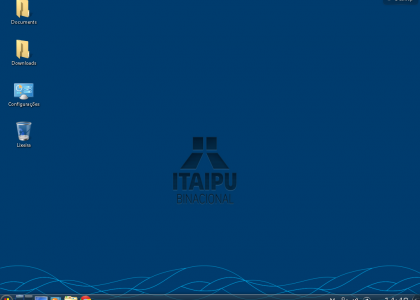 Documents
Downloads
Configurações
Lixeira
ITAIPU
BINACIONAL